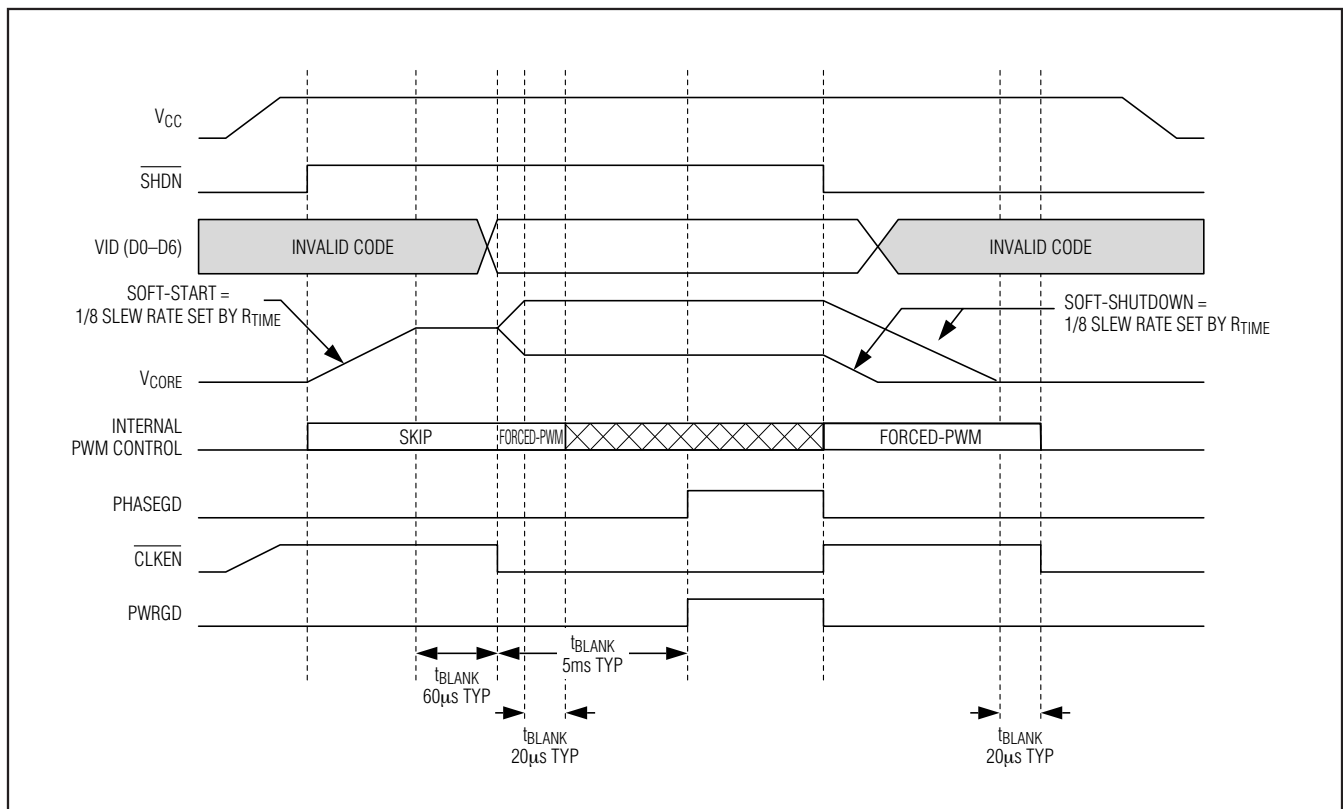 VCC
SHDN
VID (D0–D6)
INVALID CODE
INVALID CODE
SOFT-START =
1/8 SLEW RATE SET BY RTIME
SOFT-SHUTDOWN =
1/8 SLEW RATE SET BY RTIME
VCORE
INTERNAL
PWM CONTROL
SKIP
FORCED-PWM
FORCED-PWM
PHASEGD
CLKEN
PWRGD
tBLANK
60μs TYP
tBLANK
5ms TYP
tBLANK
20μs TYP
tBLANK
20μs TYP